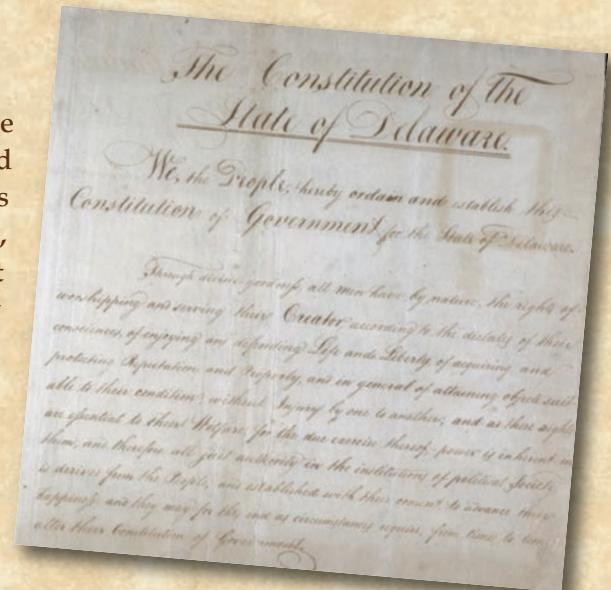 e
d
s
,
t
The Constitution of the
State of Delaware.
We, the People, hereby ordain and establish this
Constitution of Government for the State of Delaware.
Through divine goodness, all men have by nature, the rights of
worshipping and serving their Creator according to the dictates of their
consciences, of enjoying and defending Life and Liberty of acquiring and
protecting Reputation and Property, and in general of attaining objects suit
able to their condition, without Injury by one to another; and as these rights
are essential to their Welfare, for the due exercise thereof, power is inherent in
them; and therefore all just authority in the institutions of political Society
is derived from the People, and established with their consent to advance their
happiness: and they may for this end as circumstances require, from time to time
alter their Constitution of Government.